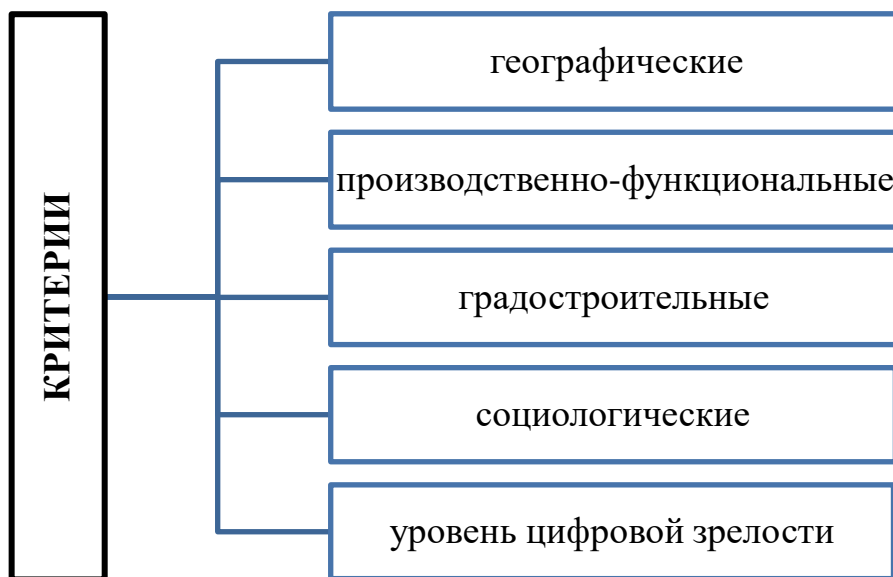 КРИТЕРИИ
географические
производственно-функциональные
градостроительные
социологические
уровень цифровой зрелости